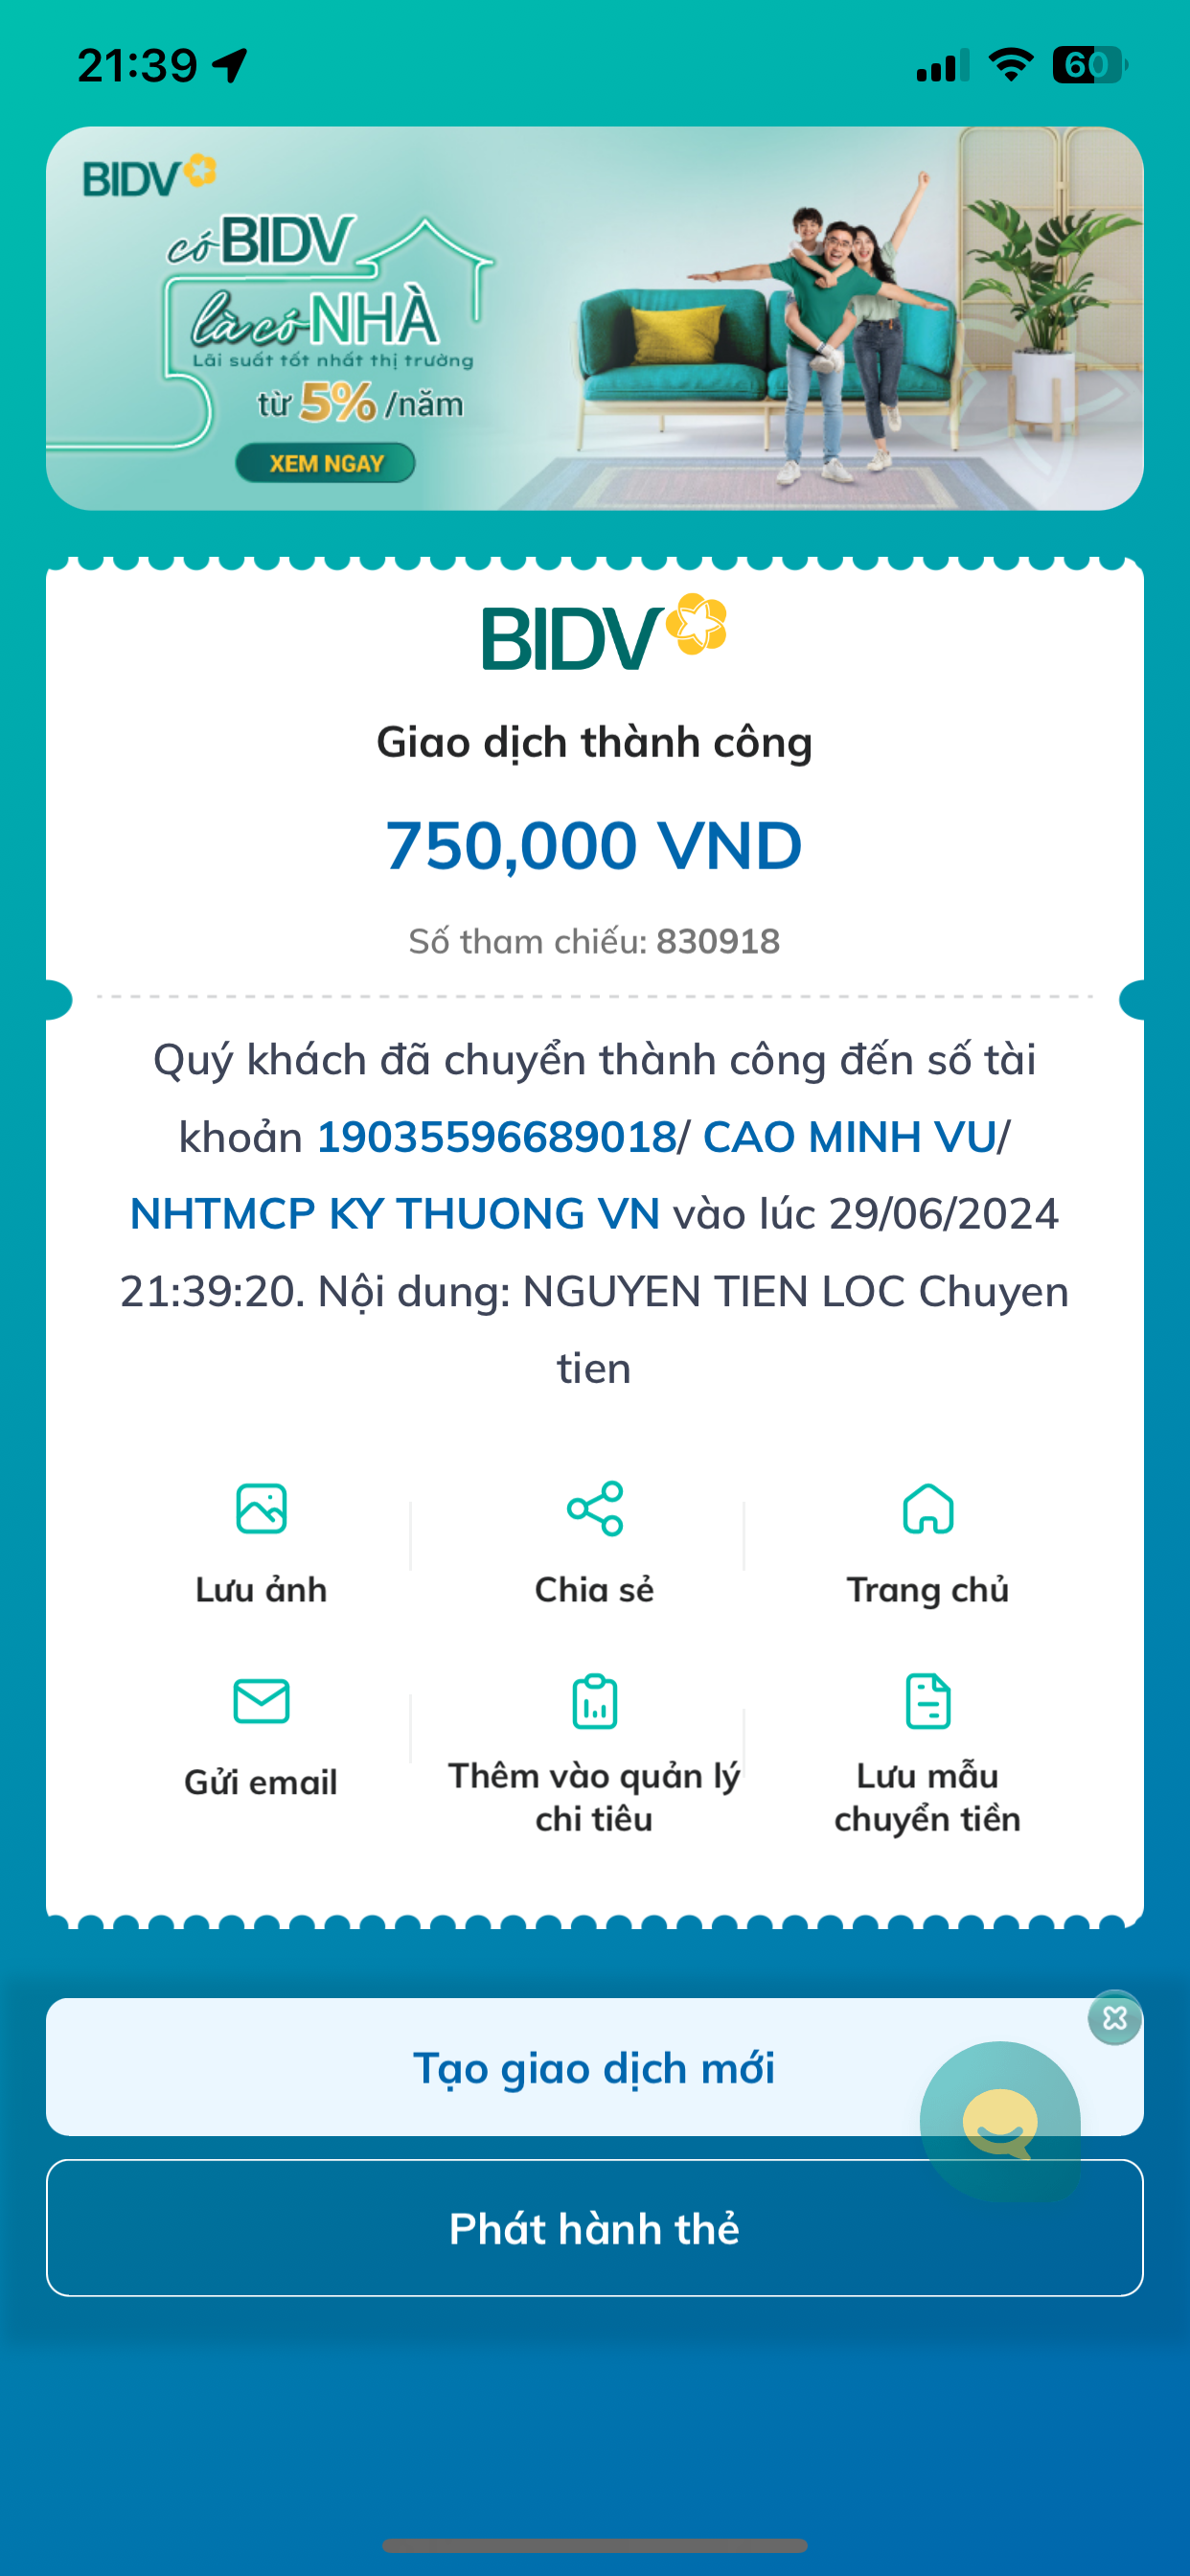 21:39
60
BIDV
có BIDV
là có NHÀ
Lãi suất tốt nhất thị trường
từ 5% /năm
XEM NGAY
BIDV
Giao dịch thành công
750,000 VND
Số tham chiếu: 830918
Quý khách đã chuyển thành công đến số tài
khoản 19035596689018/ CAO MINH VU/
NHTMCP KY THUONG VN vào lúc 29/06/2024
21:39:20. Nội dung: NGUYEN TIEN LOC Chuyen
tien
Lưu ảnh
Chia sẻ
Trang chủ
Gửi email
Thêm vào quản lý
chi tiêu
Lưu mẫu
chuyển tiền
Tạo giao dịch mới
Phát hành thẻ